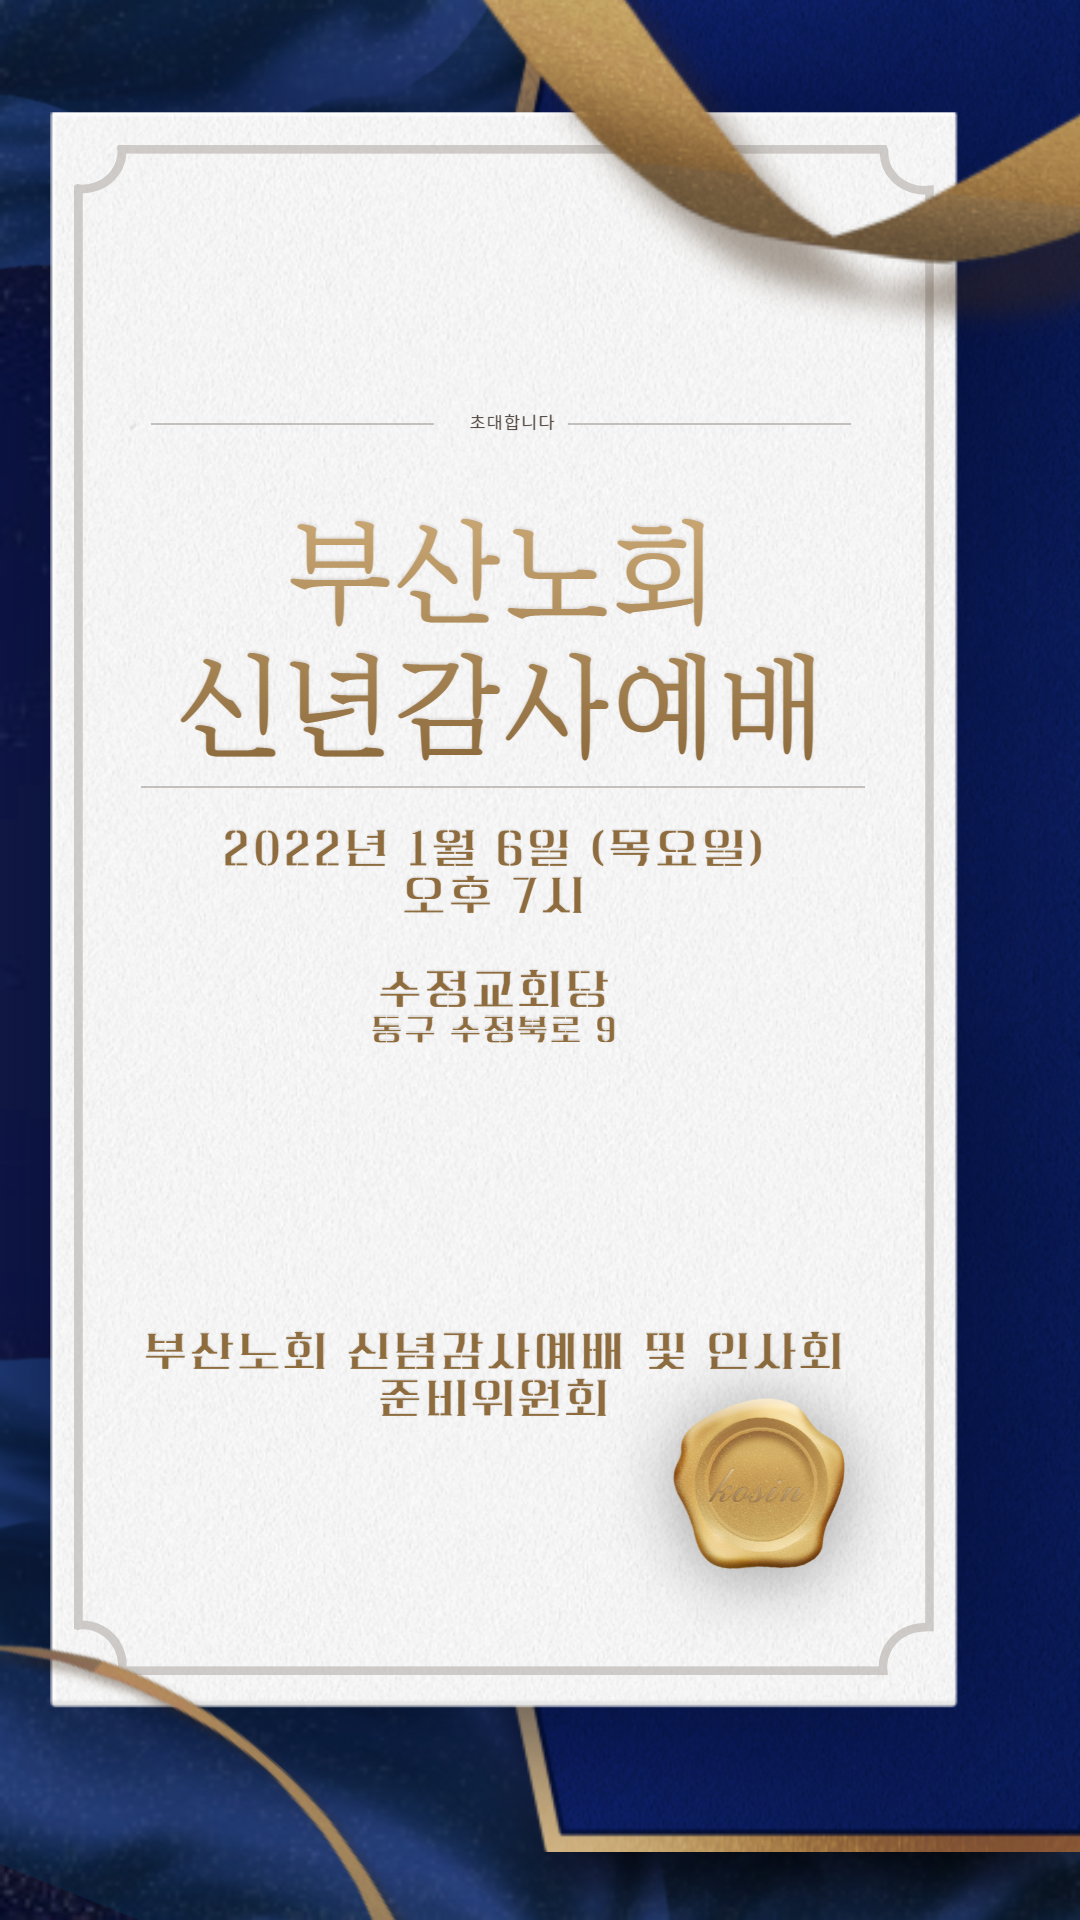 초대합니다
부산노회
신년감사예배
2022년 1월 6일 (목요일)
오후 7시
수정교회당
동구 수정북로 9
부산노회 신념감사예배 및 인사회
준비위원회
kosin